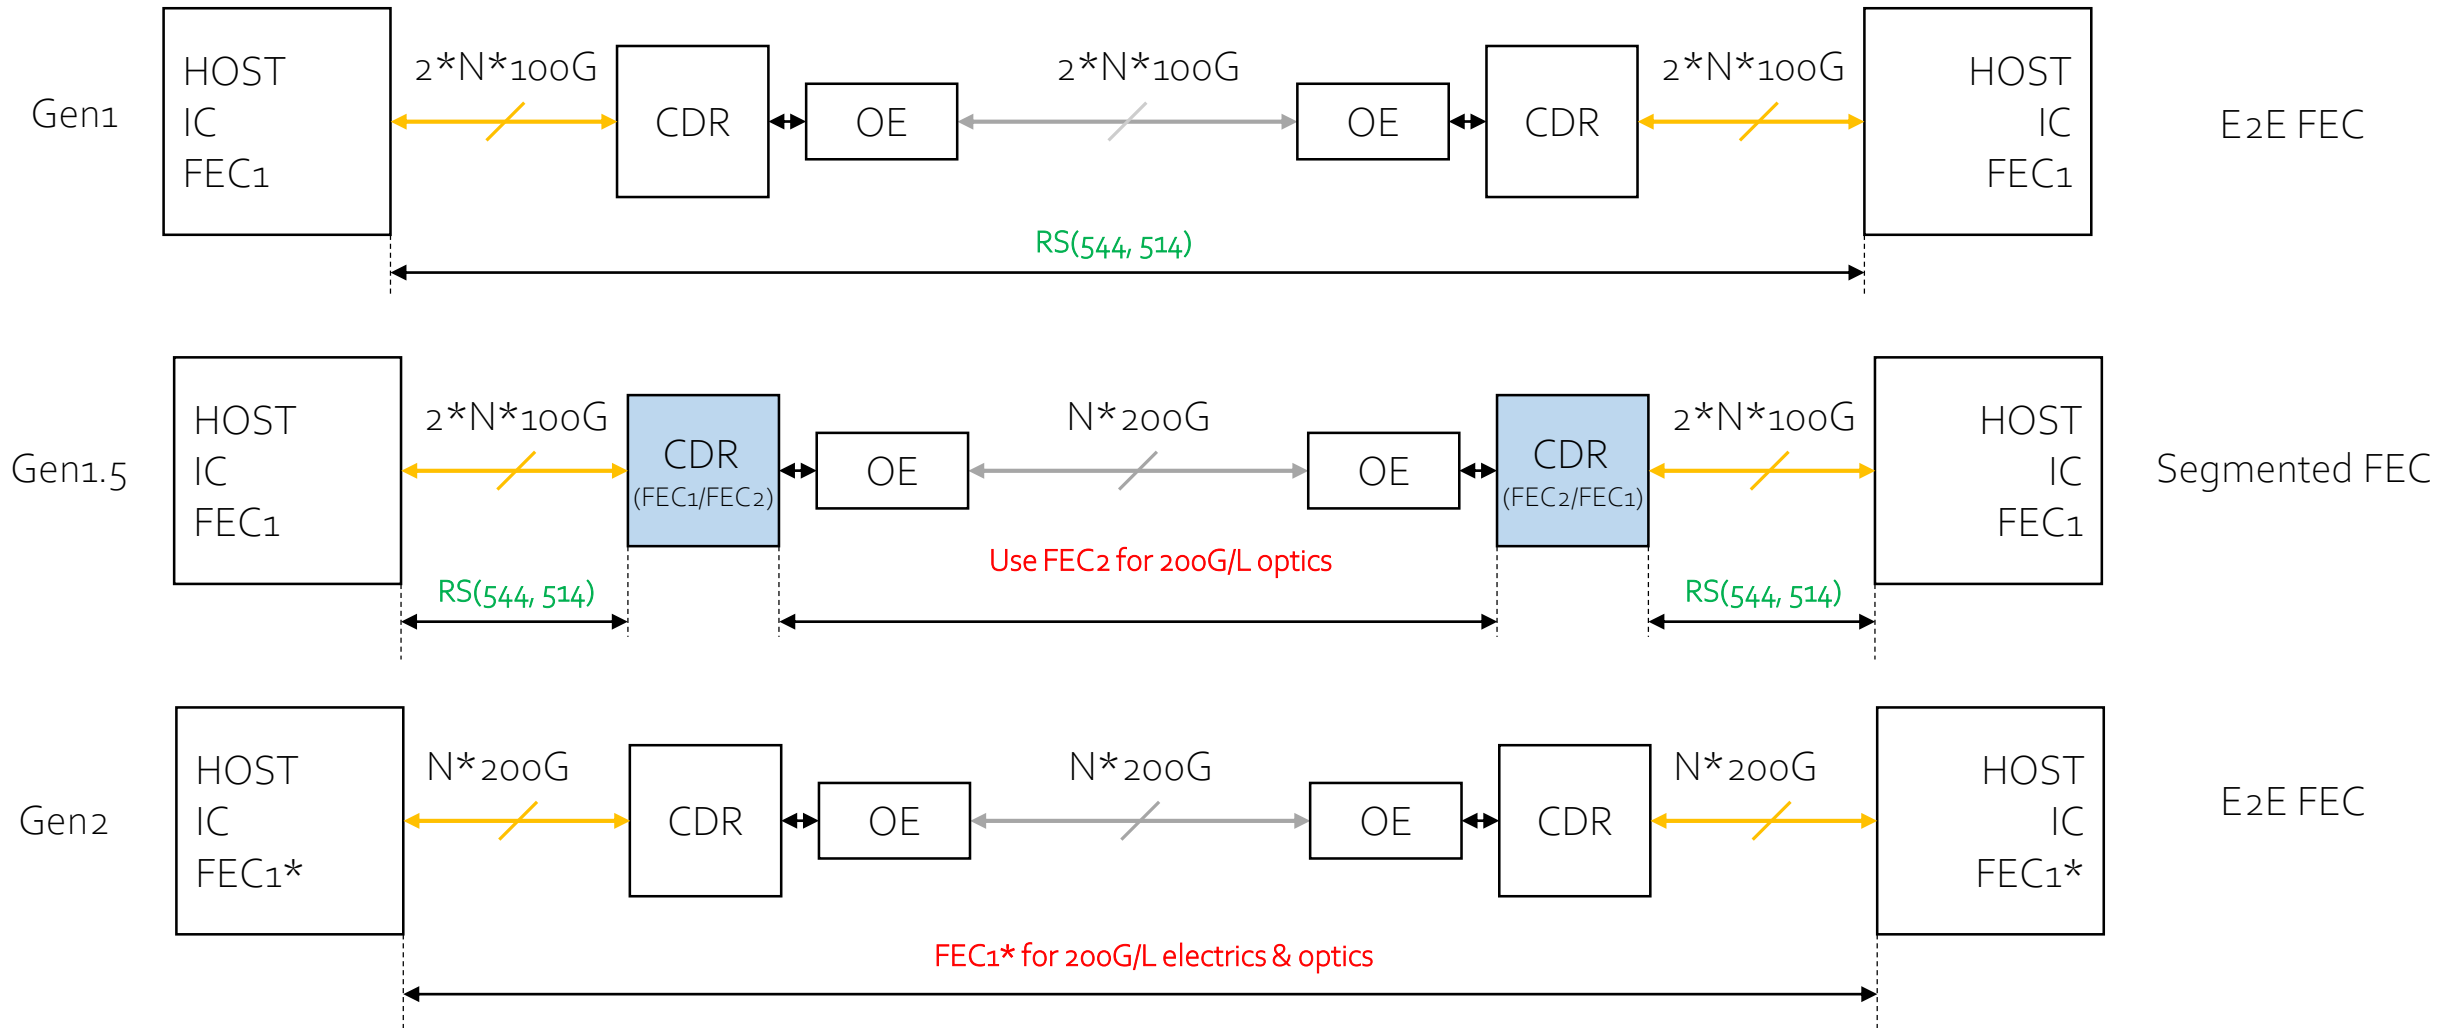 Gen1
HOST
IC
FEC1
2*N*100G
CDR
OE
2*N*100G
OE
CDR
2*N*100G
HOST
IC
FEC1
E2E FEC
RS(544, 514)
Gen1.5
HOST
IC
FEC1
2*N*100G
CDR
(FEC1/FEC2)
OE
N*200G
OE
CDR
(FEC2/FEC1)
2*N*100G
HOST
IC
FEC1
Segmented FEC
RS(544, 514)
Use FEC2 for 200G/L optics
RS(544, 514)
Gen2
HOST
IC
FEC1*
N*200G
CDR
OE
N*200G
OE
CDR
N*200G
HOST
IC
FEC1*
E2E FEC
FEC1* for 200G/L electrics & optics